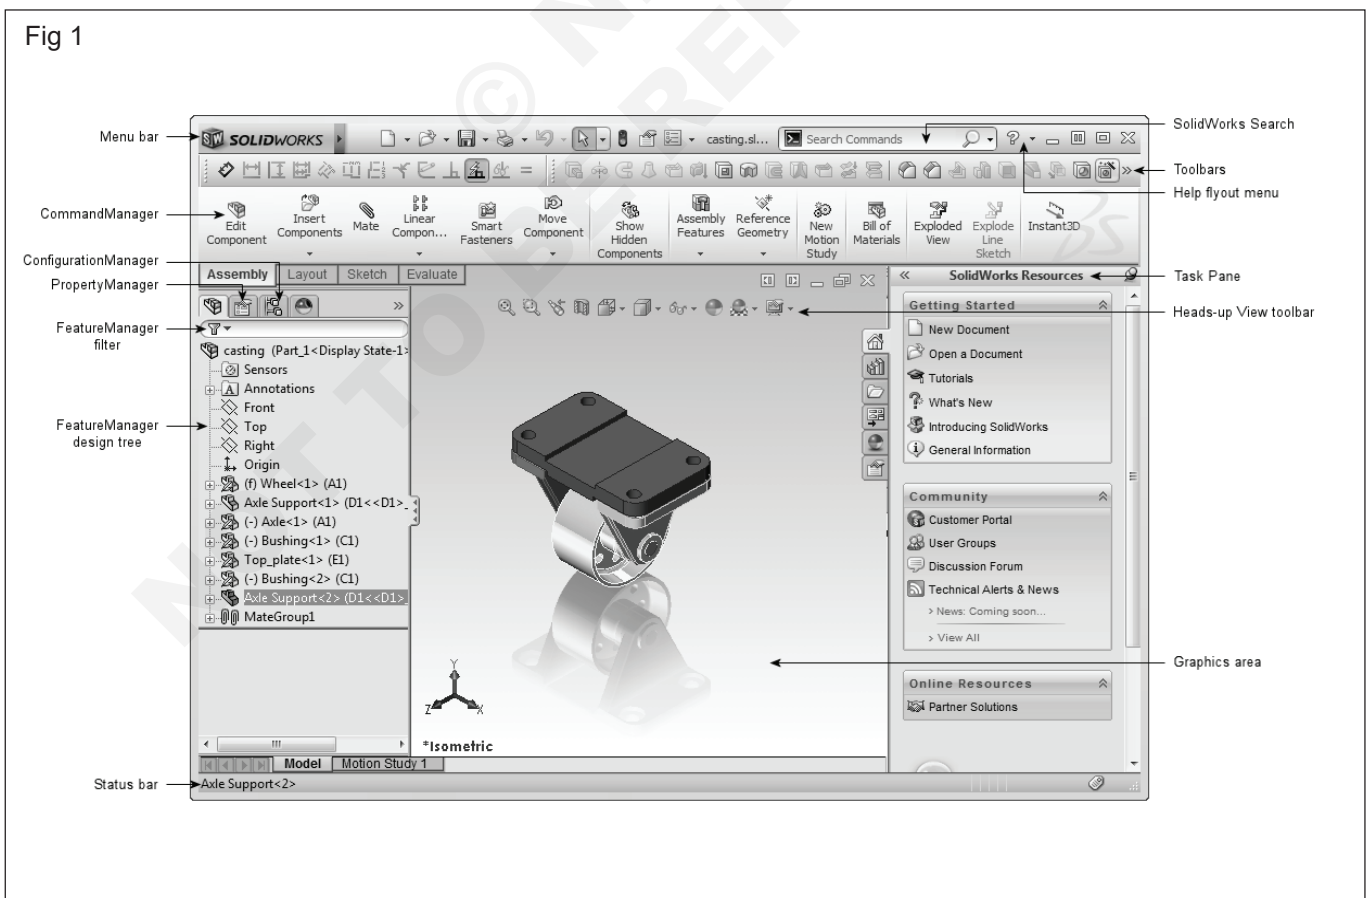 Fig 1
Menu bar
SOLIDWORKS
casting.sl...
Search Commands
SolidWorks Search
Toolbars
Help flyout menu
CommandManager
Edit Component
Insert Components
Mate
Linear Compon...
Smart Fasteners
Move Component
Show Hidden Components
Assembly Features
Reference Geometry
New Motion Study
Bill of Materials
Exploded View
Explode Line Sketch
Instant3D
ConfigurationManager
PropertyManager
Assembly
Layout
Sketch
Evaluate
SolidWorks Resources
Task Pane
Heads-up View toolbar
FeatureManager
filter
casting (Part_1<Display State-1>
Sensors
Annotations
Front
Top
Right
Origin
(f) Wheel<1> (A1)
Axle Support<1> (D1<<D1>_
(-) Axle<1> (A1)
(-) Bushing<1> (C1)
Top_plate<1> (E1)
(-) Bushing<2> (C1)
Axle Support<2> (D1<<D1>_
MateGroup1
FeatureManager
design tree
Getting Started
New Document
Open a Document
Tutorials
What's New
Introducing SolidWorks
General Information
Community
Customer Portal
User Groups
Discussion Forum
Technical Alerts & News
> News: Coming soon...
> View All
Online Resources
Partner Solutions
Graphics area
Y
Z
X
*Isometric
Model
Motion Study 1
Status bar
Axle Support<2>